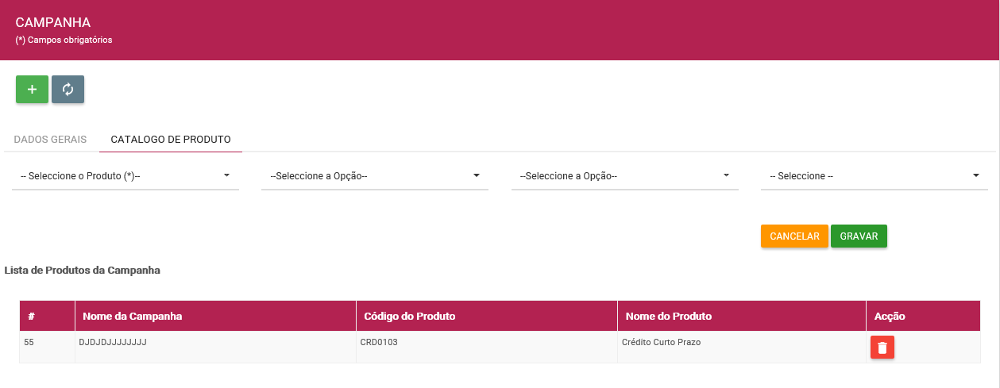 CAMPANHA
(*) Campos obrigatórios
DADOS GERAIS CATALOGO DE PRODUTO
-- Seleccione o Produto (*)-- --Seleccione a Opção-- --Seleccione a Opção-- -- Seleccione --
CANCELAR GRAVAR
Lista de Produtos da Campanha
# Nome da Campanha Código do Produto Nome do Produto Acção
55 DJDJDJJJJJJJJ CRD0103 Crédito Curto Prazo